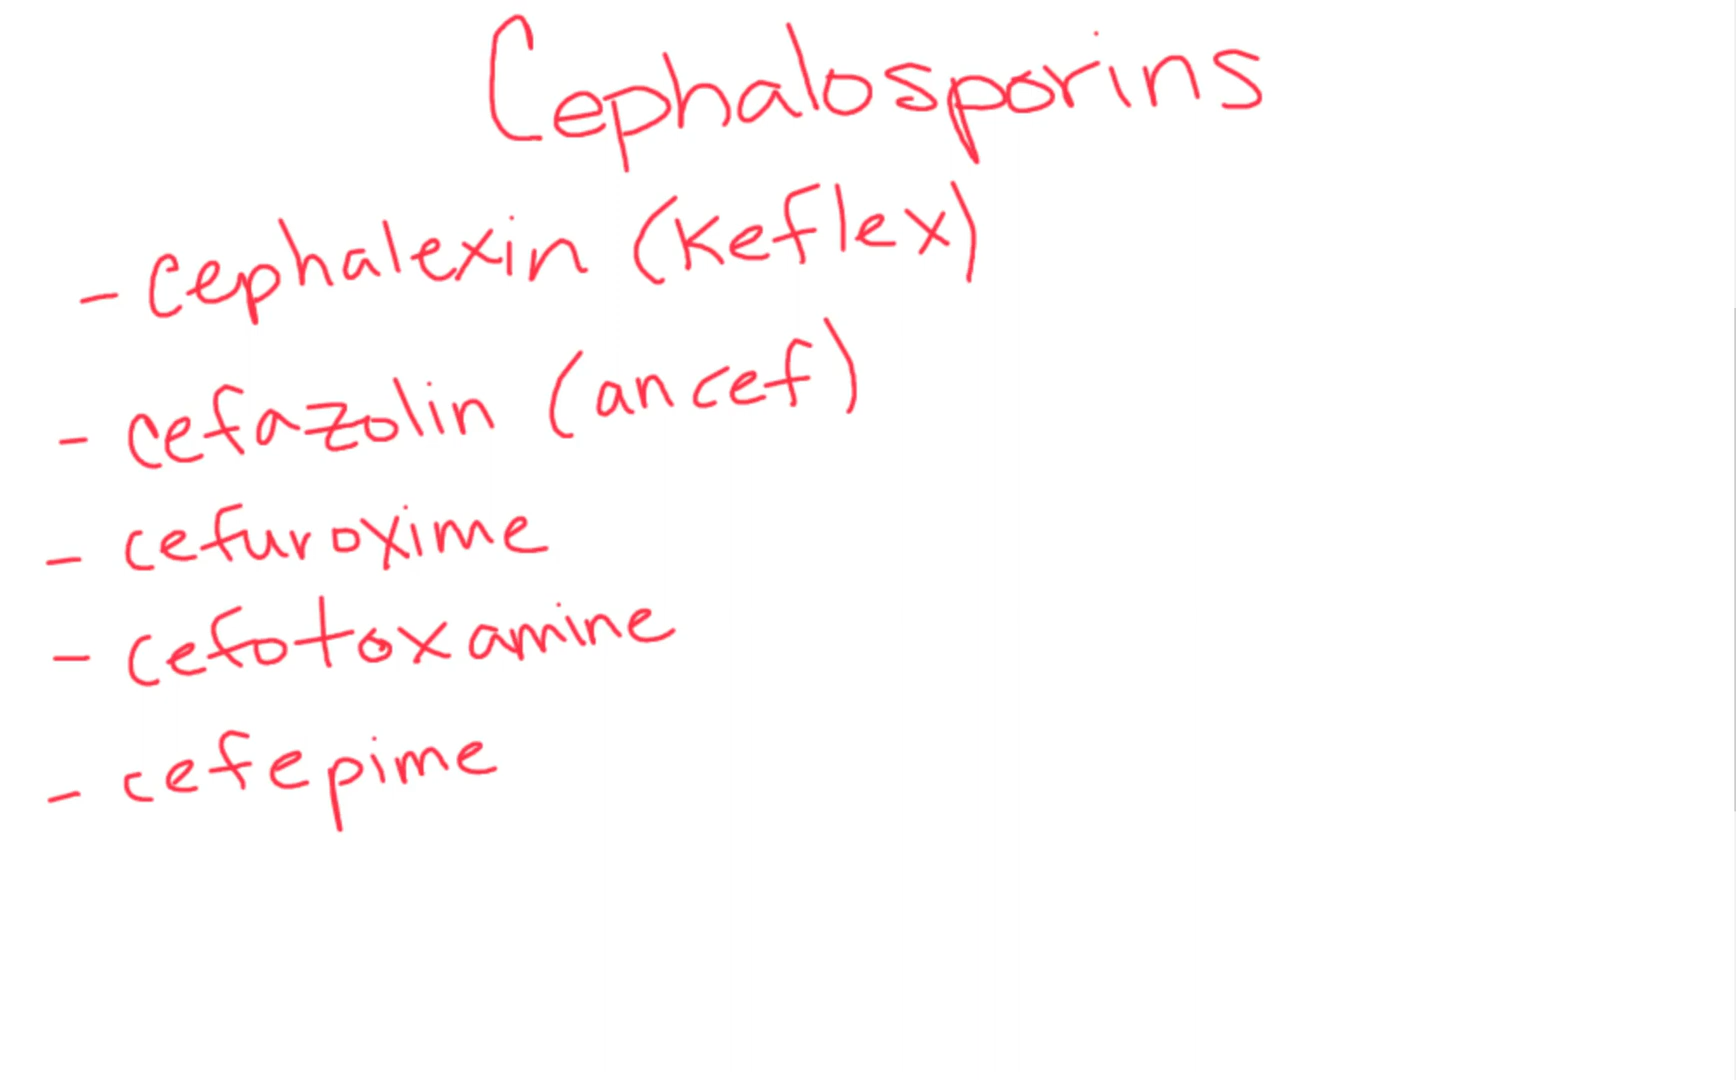 Cephalosporins
- cephalexin (Keflex)
- cefazolin (ancef)
- cefuroxime
- cefotoxamine
- cefepime